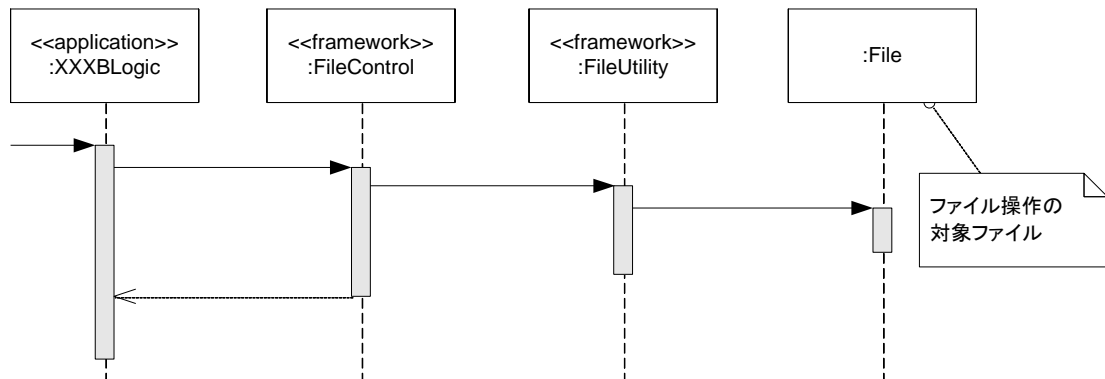 <<application>>
:XXXBLogic
<<framework>>
:FileControl
<<framework>>
:FileUtility
:File
ファイル操作の
対象ファイル